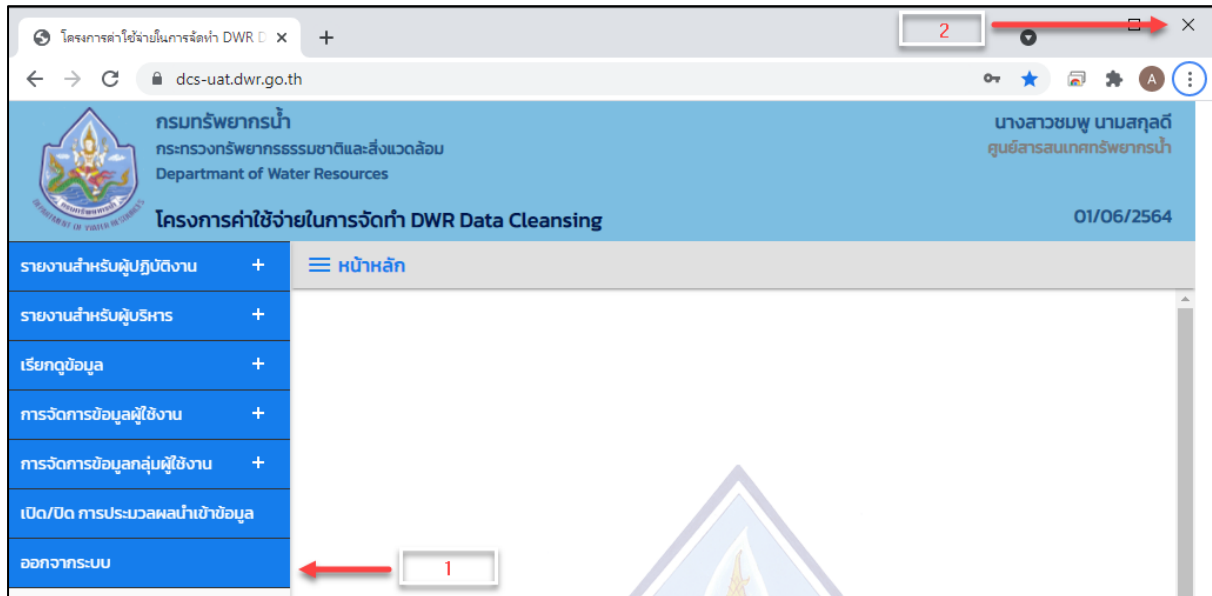 โครงการค่าใช้จ่ายในการจัดทำ DWR D
2
dcs-uat.dwr.go.th
A
กรมทรัพยากรน้ำ
กระทรวงทรัพยากรธรรมชาติและสิ่งแวดล้อม
Departmant of Water Resources
โครงการค่าใช้จ่ายในการจัดทำ DWR Data Cleansing
นางสาวชมพู นามสกุลดี
ศูนย์สารสนเทศทรัพยากรน้ำ
01/06/2564
รายงานสำหรับผู้ปฏิบัติงาน +
หน้าหลัก
รายงานสำหรับผู้บริหาร +
เรียกดูข้อมูล +
การจัดการข้อมูลผู้ใช้งาน +
การจัดการข้อมูลกลุ่มผู้ใช้งาน +
เปิด/ปิด การประมวลผลนำเข้าข้อมูล
ออกจากระบบ
1